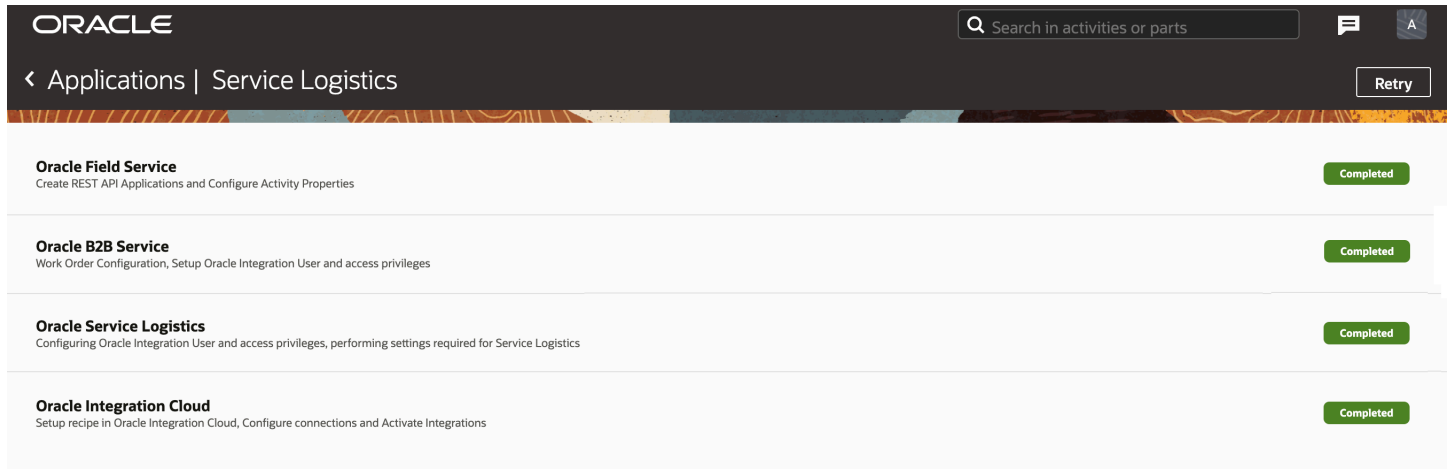 ORACLE
Search in activities or parts
A
< Applications | Service Logistics
Retry
Oracle Field Service
Create REST API Applications and Configure Activity Properties
Completed
Oracle B2B Service
Work Order Configuration, Setup Oracle Integration User and access privileges
Completed
Oracle Service Logistics
Configuring Oracle Integration User and access privileges, performing settings required for Service Logistics
Completed
Oracle Integration Cloud
Setup recipe in Oracle Integration Cloud, Configure connections and Activate Integrations
Completed